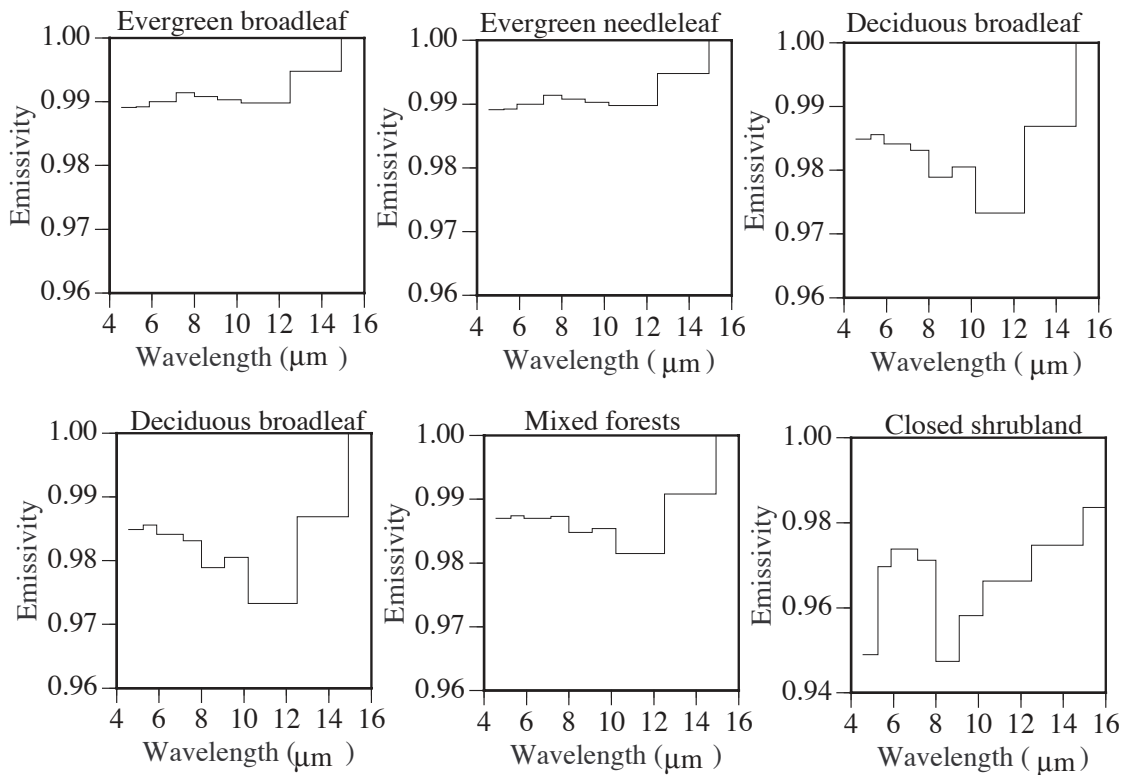 Evergreen broadleaf
1.00
0.99
0.98
0.97
0.96
Emissivity
4 6 8 10 12 14 16
Wavelength (μm )
Evergreen needleleaf
1.00
0.99
0.98
0.97
0.96
Emissivity
4 6 8 10 12 14 16
Wavelength ( μm )
Deciduous broadleaf
1.00
0.99
0.98
0.97
0.96
Emissivity
4 6 8 10 12 14 16
Wavelength ( μm )
Deciduous broadleaf
1.00
0.99
0.98
0.97
0.96
Emissivity
4 6 8 10 12 14 16
Wavelength (μm )
Mixed forests
1.00
0.99
0.98
0.97
0.96
Emissivity
4 6 8 10 12 14 16
Wavelength ( μm )
Closed shrubland
1.00
0.98
0.96
0.94
Emissivity
4 6 8 10 12 14 16
Wavelength ( μm )